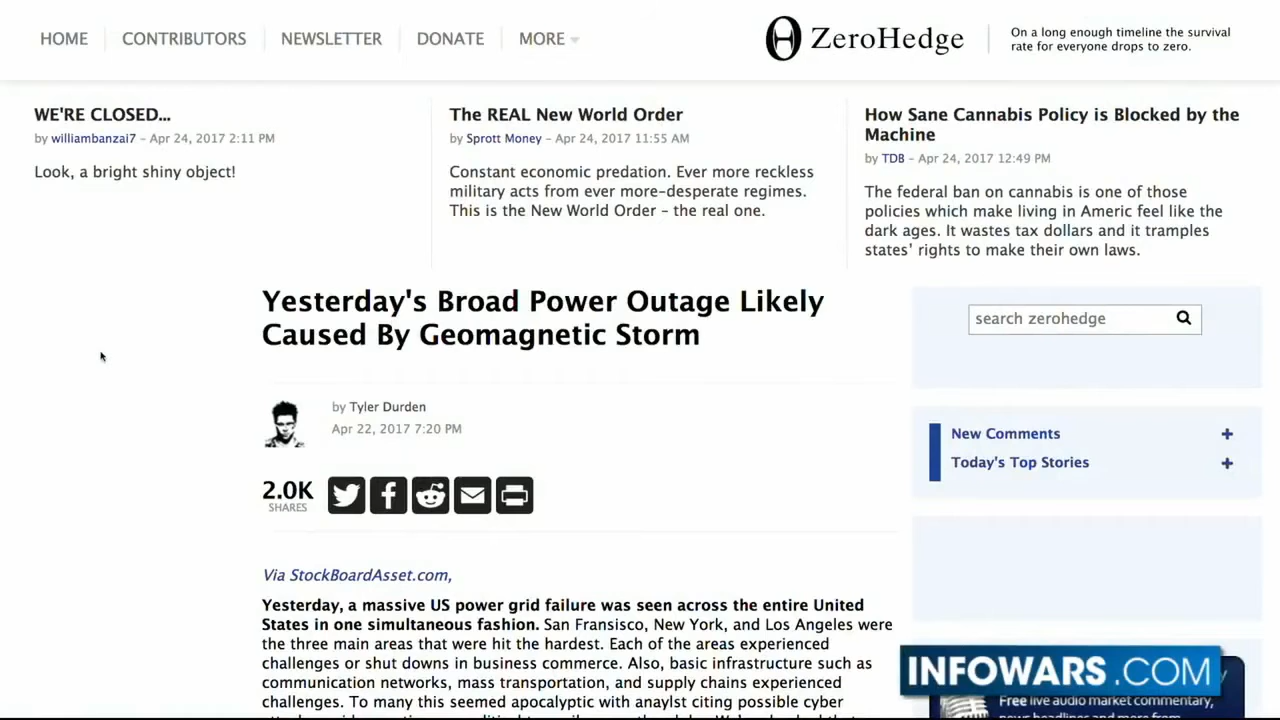 HOME
CONTRIBUTORS
NEWSLETTER
DONATE
MORE
ZeroHedge
On a long enough timeline the survival
rate for everyone drops to zero.
WE'RE CLOSED...
by williambanzai7 – Apr 24, 2017 2:11 PM
Look, a bright shiny object!
The REAL New World Order
by Sprott Money – Apr 24, 2017 11:55 AM
Constant economic predation. Ever more reckless
military acts from ever more-desperate regimes.
This is the New World Order – the real one.
How Sane Cannabis Policy is Blocked by the
Machine
by TDB – Apr 24, 2017 12:49 PM
The federal ban on cannabis is one of those
policies which make living in Americ feel like the
dark ages. It wastes tax dollars and it tramples
states' rights to make their own laws.
Yesterday's Broad Power Outage Likely
Caused By Geomagnetic Storm
by Tyler Durden
Apr 22, 2017 7:20 PM
2.0K
SHARES
Via StockBoardAsset.com,
Yesterday, a massive US power grid failure was seen across the entire United
States in one simultaneous fashion. San Fransisco, New York, and Los Angeles were
the three main areas that were hit the hardest. Each of the areas experienced
challenges or shut downs in business commerce. Also, basic infrastructure such as
communication networks, mass transportation, and supply chains experienced
challenges. To many this seemed apocalyptic with anaylst citing possible cyber
search zerohedge
New Comments
Today's Top Stories
INFOWARS.COM
Free live audio market commentary,